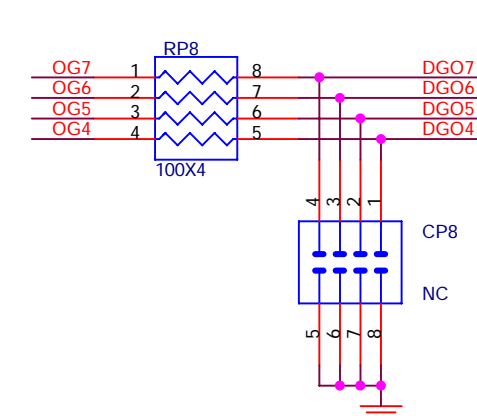 RP8
OG7 1 8 DGO7
OG6 2 7 DGO6
OG5 3 6 DGO5
OG4 4 5 DGO4
100X4
4 3 2 1
CP8
NC
5 6 7 8